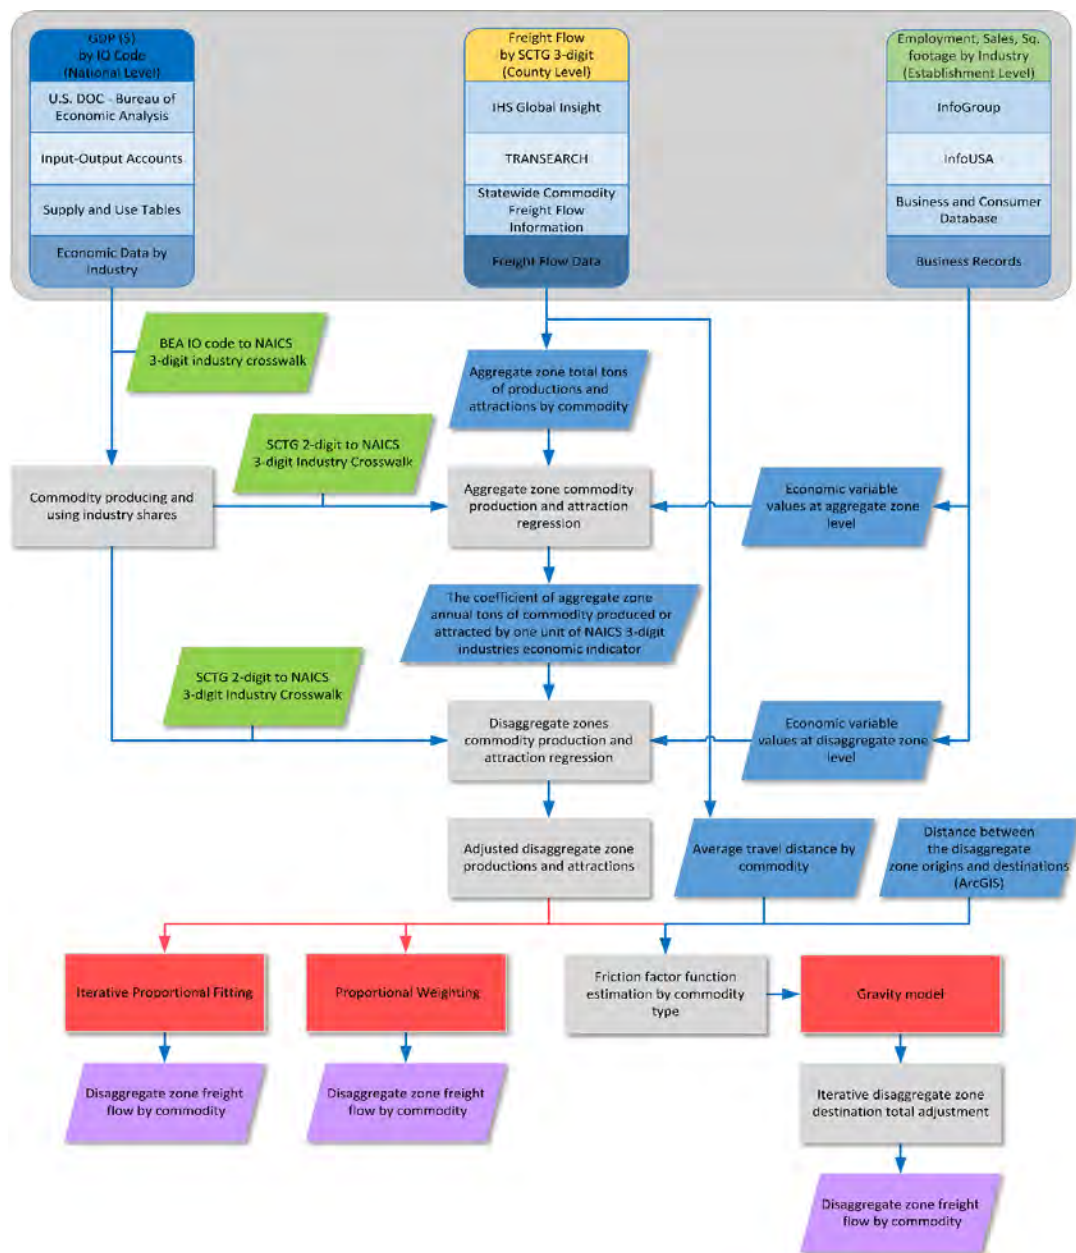 GDP ($)
by IO Code
(National Level)
U.S. DOC - Bureau of
Economic Analysis
Input-Output Accounts
Supply and Use Tables
Economic Data by
Industry
Freight Flow
by SCTG 3-digit
(County Level)
IHS Global Insight
TRANSEARCH
Statewide Commodity
Freight Flow
Information
Freight Flow Data
Employment, Sales, Sq.
footage by Industry
(Establishment Level)
InfoGroup
InfoUSA
Business and Consumer
Database
Business Records
BEA IO code to NAICS
3-digit industry crosswalk
Aggregate zone total tons
of productions and
attractions by commodity
SCTG 2-digit to NAICS
3-digit Industry Crosswalk
Commodity producing and
using industry shares
Aggregate zone commodity
production and attraction
regression
Economic variable
values at aggregate zone
level
The coefficient of aggregate zone
annual tons of commodity produced or
attracted by one unit of NAICS 3-digit
industries economic indicator
SCTG 2-digit to NAICS
3-digit Industry Crosswalk
Disaggregate zones
commodity production and
attraction regression
Economic variable
values at disaggregate zone
level
Adjusted disaggregate zone
productions and attractions
Average travel distance by
commodity
Distance between
the disaggregate
zone origins and destinations
(ArcGIS)
Iterative Proportional Fitting
Proportional Weighting
Friction factor function
estimation by commodity
type
Gravity model
Disaggregate zone freight
flow by commodity
Disaggregate zone freight
flow by commodity
Iterative disaggregate zone
destination total adjustment
Disaggregate zone freight
flow by commodity